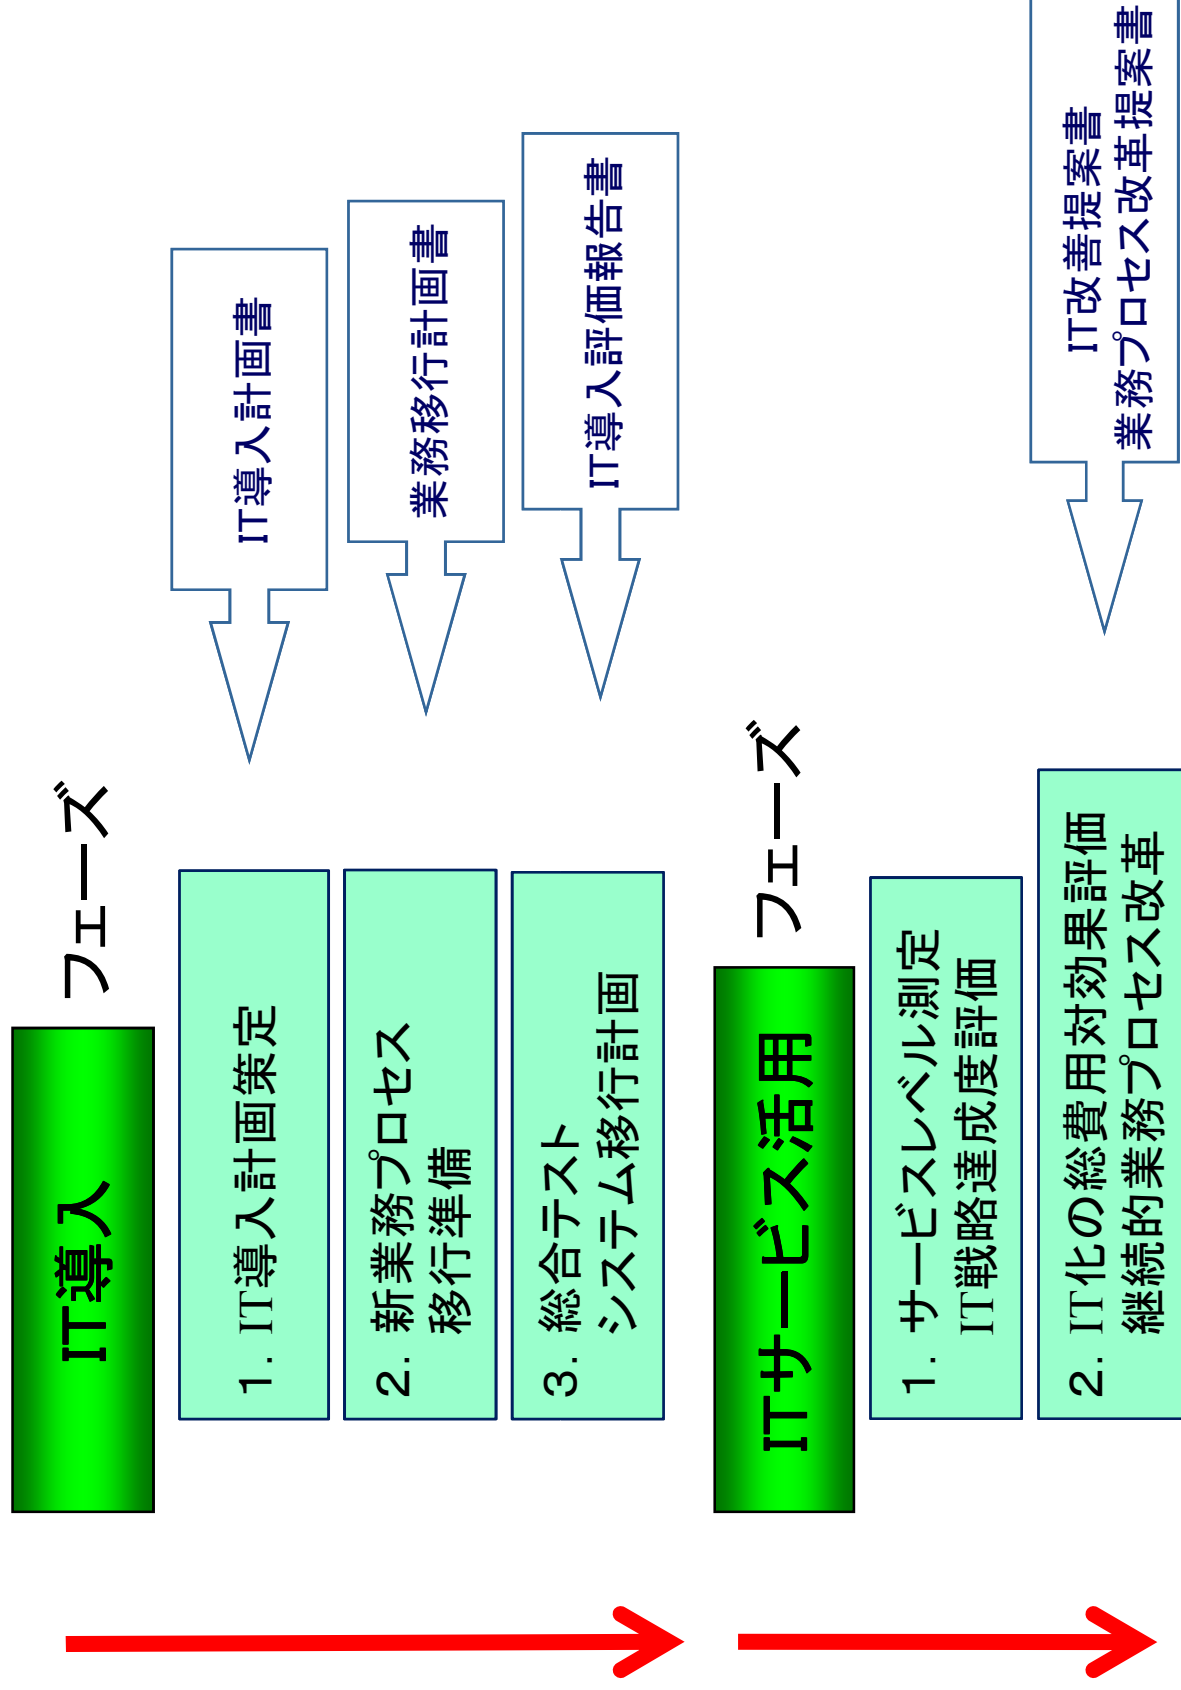 IT導入 フェーズ
1. IT導入計画策定
IT導入計画書
2. 新業務プロセス
移行準備
業務移行計画書
3. 総合テスト
システム移行計画
IT導入評価報告書
ITサービス活用 フェーズ
1. サービスレベル測定
IT戦略達成度評価
2. IT化の総費用対効果評価
継続的業務プロセス改革
IT改善提案書
業務プロセス改革提案書